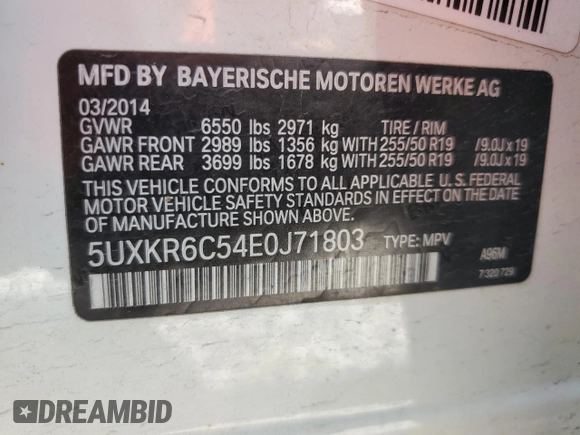 MFD BY BAYERISCHE MOTOREN WERKE AG
03/2014
GVWR 6550 lbs 2971 kg TIRE / RIM
GAWR FRONT 2989 lbs 1356 kg WITH 255/50 R19 /9.0J x 19
GAWR REAR 3699 lbs 1678 kg WITH 255/50 R19 /9.0J x 19
THIS VEHICLE CONFORMS TO ALL APPLICABLE U. S. FEDERAL
MOTOR VEHICLE SAFETY STANDARDS IN EFFECT ON THE DATE
OF MANUFACTURE SHOWN ABOVE.
5UXKR6C54E0J71803 TYPE: MPV A96M
7 320 729
DREAMBID